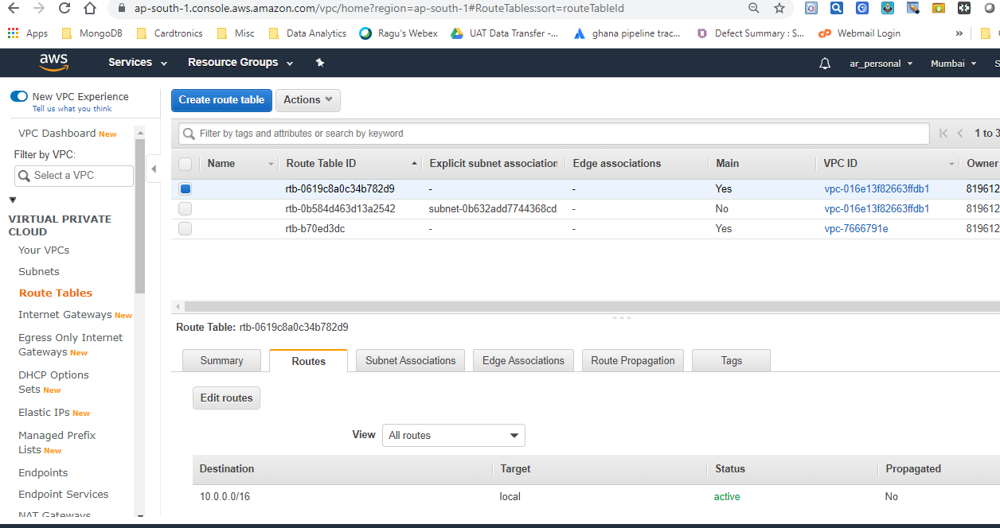 ap-south-1.console.aws.amazon.com/vpc/home?region=ap-south-1#RouteTables:sort=routeTableId
Apps MongoDB Cardtronics Misc Data Analytics Ragu's Webex UAT Data Transfer -... ghana pipeline trac... Defect Summary : S... Webmail Login »
aws Services Resource Groups ar_personal Mumbai S
New VPC Experience
Tell us what you think
VPC Dashboard New
Filter by VPC:
Select a VPC
VIRTUAL PRIVATE
CLOUD
Your VPCs
Subnets
Route Tables
Internet Gateways New
Egress Only Internet
Gateways New
DHCP Options
Sets New
Elastic IPs New
Managed Prefix
Lists New
Endpoints
Endpoint Services
NAT Gateways
Create route table Actions
Filter by tags and attributes or search by keyword 1 to 3
Name Route Table ID Explicit subnet association Edge associations Main VPC ID Owner
rtb-0619c8a0c34b782d9 - - Yes vpc-016e13f82663ffdb1 819612
rtb-0b584d463d13a2542 subnet-0b632add7744368cd - No vpc-016e13f82663ffdb1 819612
rtb-b70ed3dc - - Yes vpc-7666791e 819612
Route Table: rtb-0619c8a0c34b782d9
Summary Routes Subnet Associations Edge Associations Route Propagation Tags
Edit routes
View All routes
Destination Target Status Propagated
10.0.0.0/16 local active No